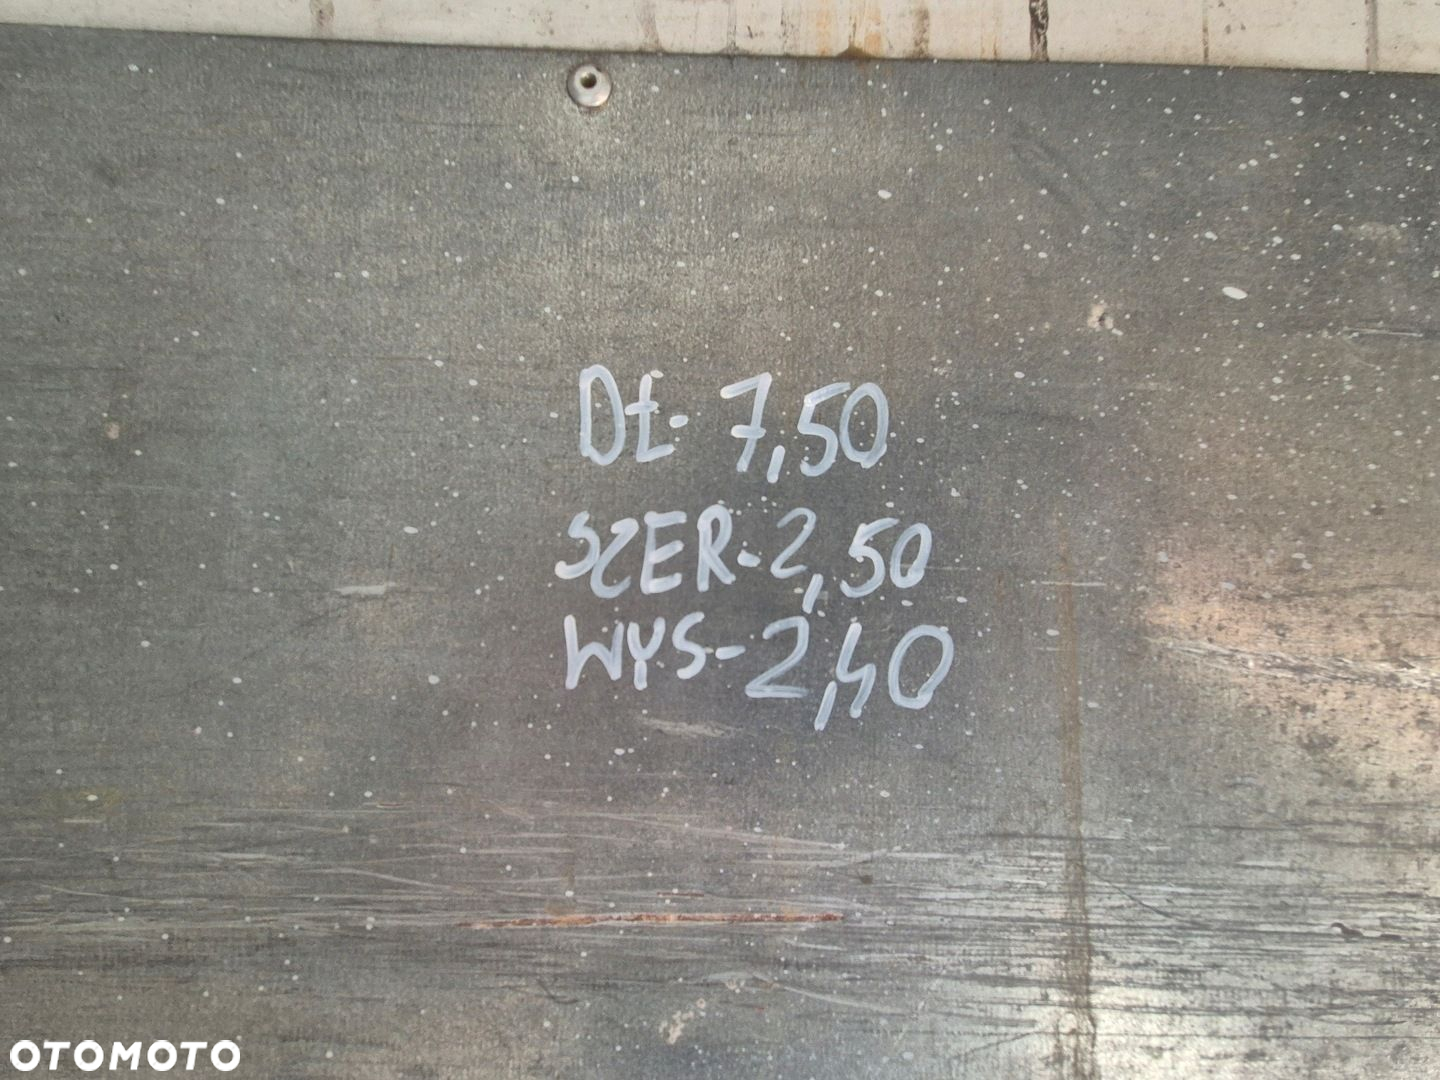 Dł- 7,50
SZER-2,50
WYS-2,40
OTOMOTO